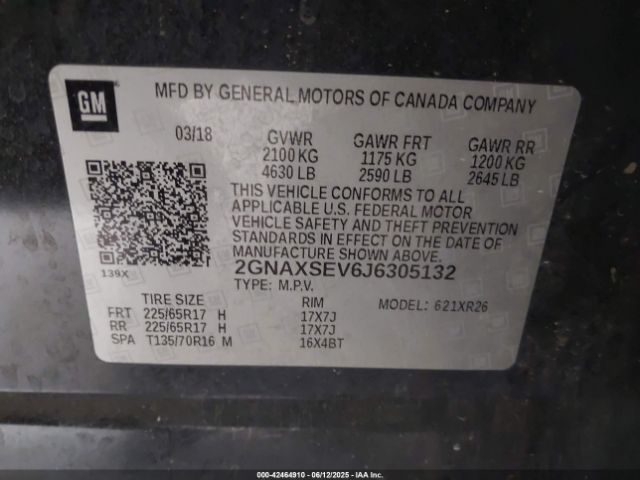 GM
MFD BY GENERAL MOTORS OF CANADA COMPANY
03/18 GVWR GAWR FRT GAWR RR
2100 KG 1175 KG 1200 KG
4630 LB 2590 LB 2645 LB
THIS VEHICLE CONFORMS TO ALL
APPLICABLE U.S. FEDERAL MOTOR
VEHICLE SAFETY AND THEFT PREVENTION
STANDARDS IN EFFECT ON THE DATE OF
MANUFACTURE SHOWN ABOVE.
139X 2GNAXSEV6J6305132
TYPE: M.P.V.
TIRE SIZE RIM MODEL: 621XR26
FRT 225/65R17 H 17X7J
RR 225/65R17 H 17X7J
SPA T135/70R16 M 16X4BT
000-42464910 - 06/12/2025 - IAA Inc.